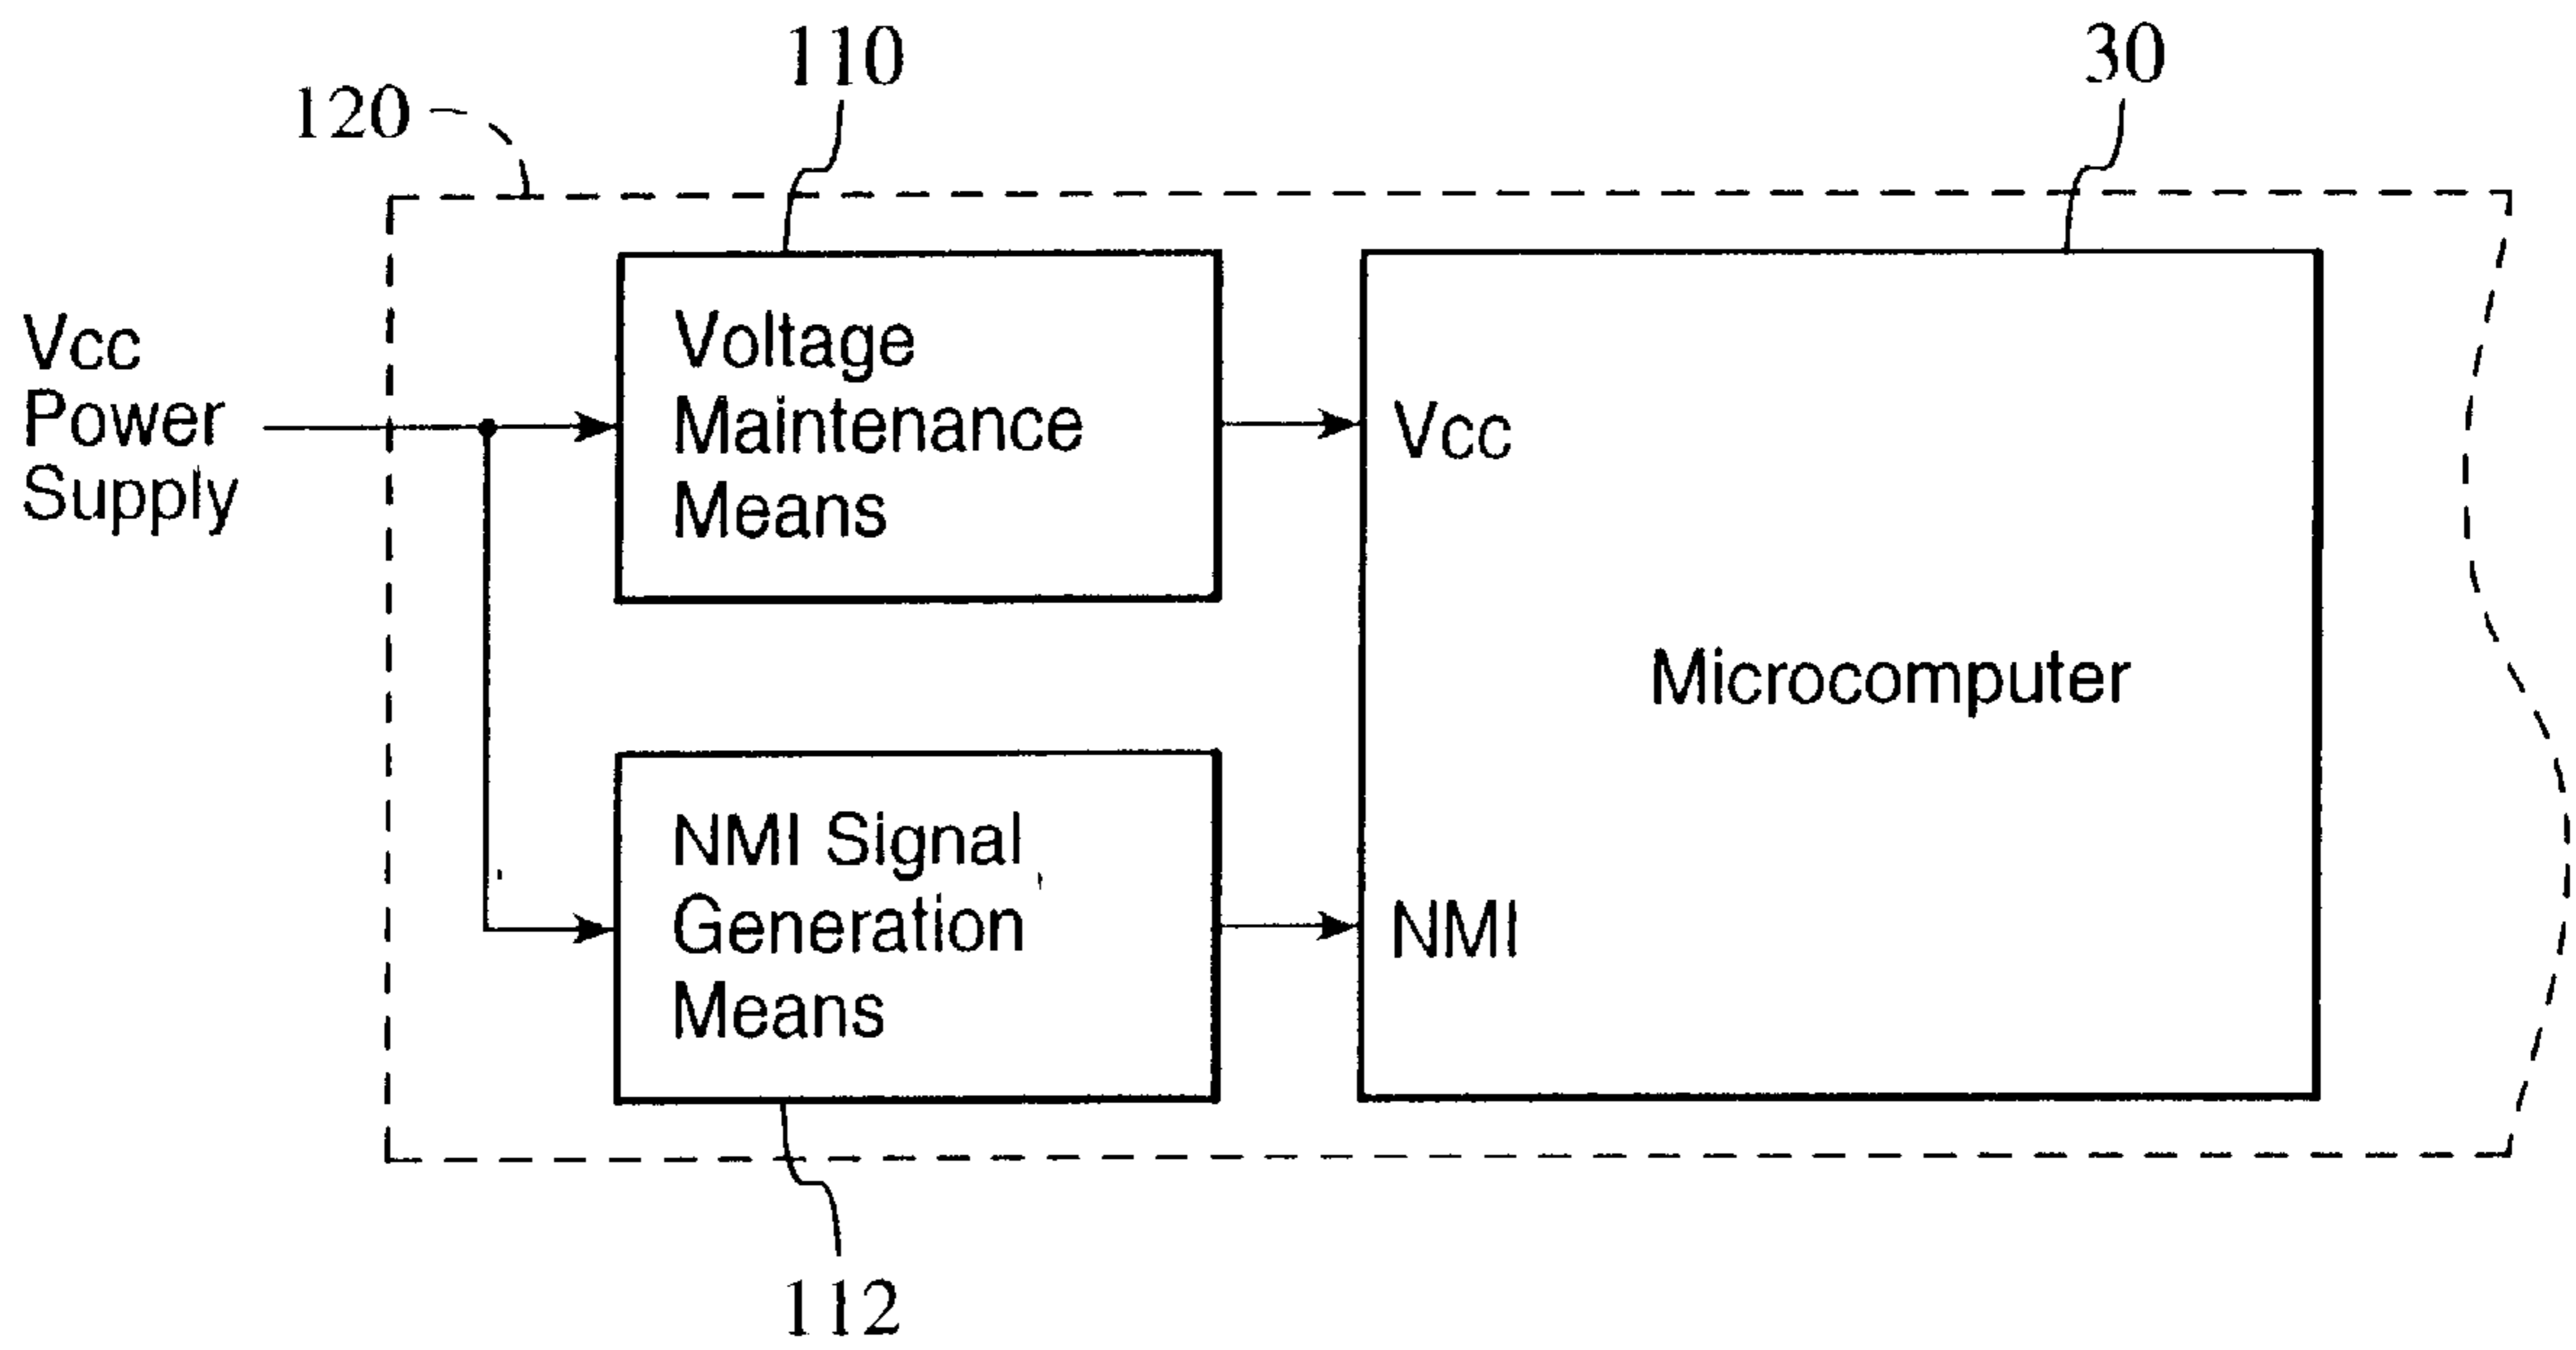 110
30
120
Vcc
Power
Supply
Voltage
Maintenance
Means
Vcc
Microcomputer
NMI Signal
Generation
Means
NMI
112